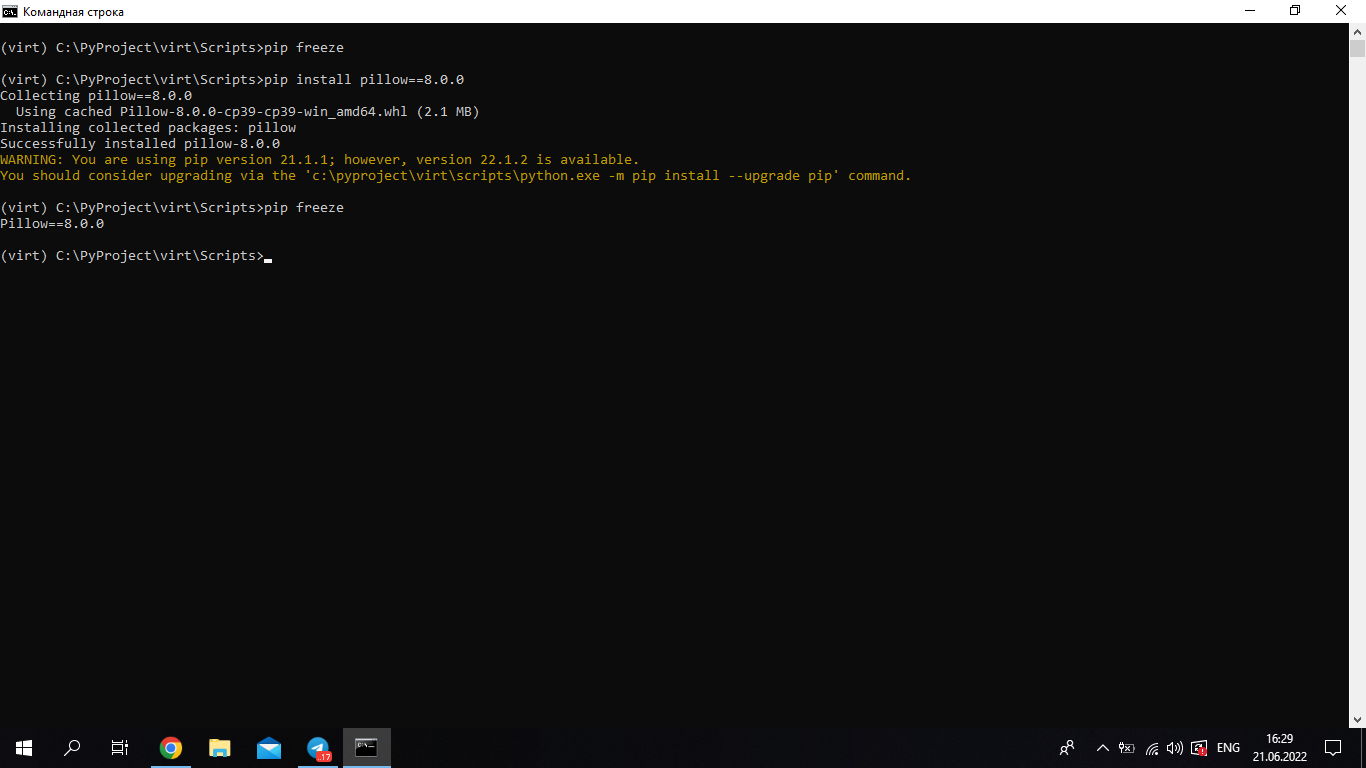 Командная строка
(virt) C:\PyProject\virt\Scripts>pip freeze
(virt) C:\PyProject\virt\Scripts>pip install pillow==8.0.0
Collecting pillow==8.0.0
  Using cached Pillow-8.0.0-cp39-cp39-win_amd64.whl (2.1 MB)
Installing collected packages: pillow
Successfully installed pillow-8.0.0
WARNING: You are using pip version 21.1.1; however, version 22.1.2 is available.
You should consider upgrading via the 'c:\pyproject\virt\scripts\python.exe -m pip install --upgrade pip' command.
(virt) C:\PyProject\virt\Scripts>pip freeze
Pillow==8.0.0
(virt) C:\PyProject\virt\Scripts>
..17
ENG
16:29
21.06.2022